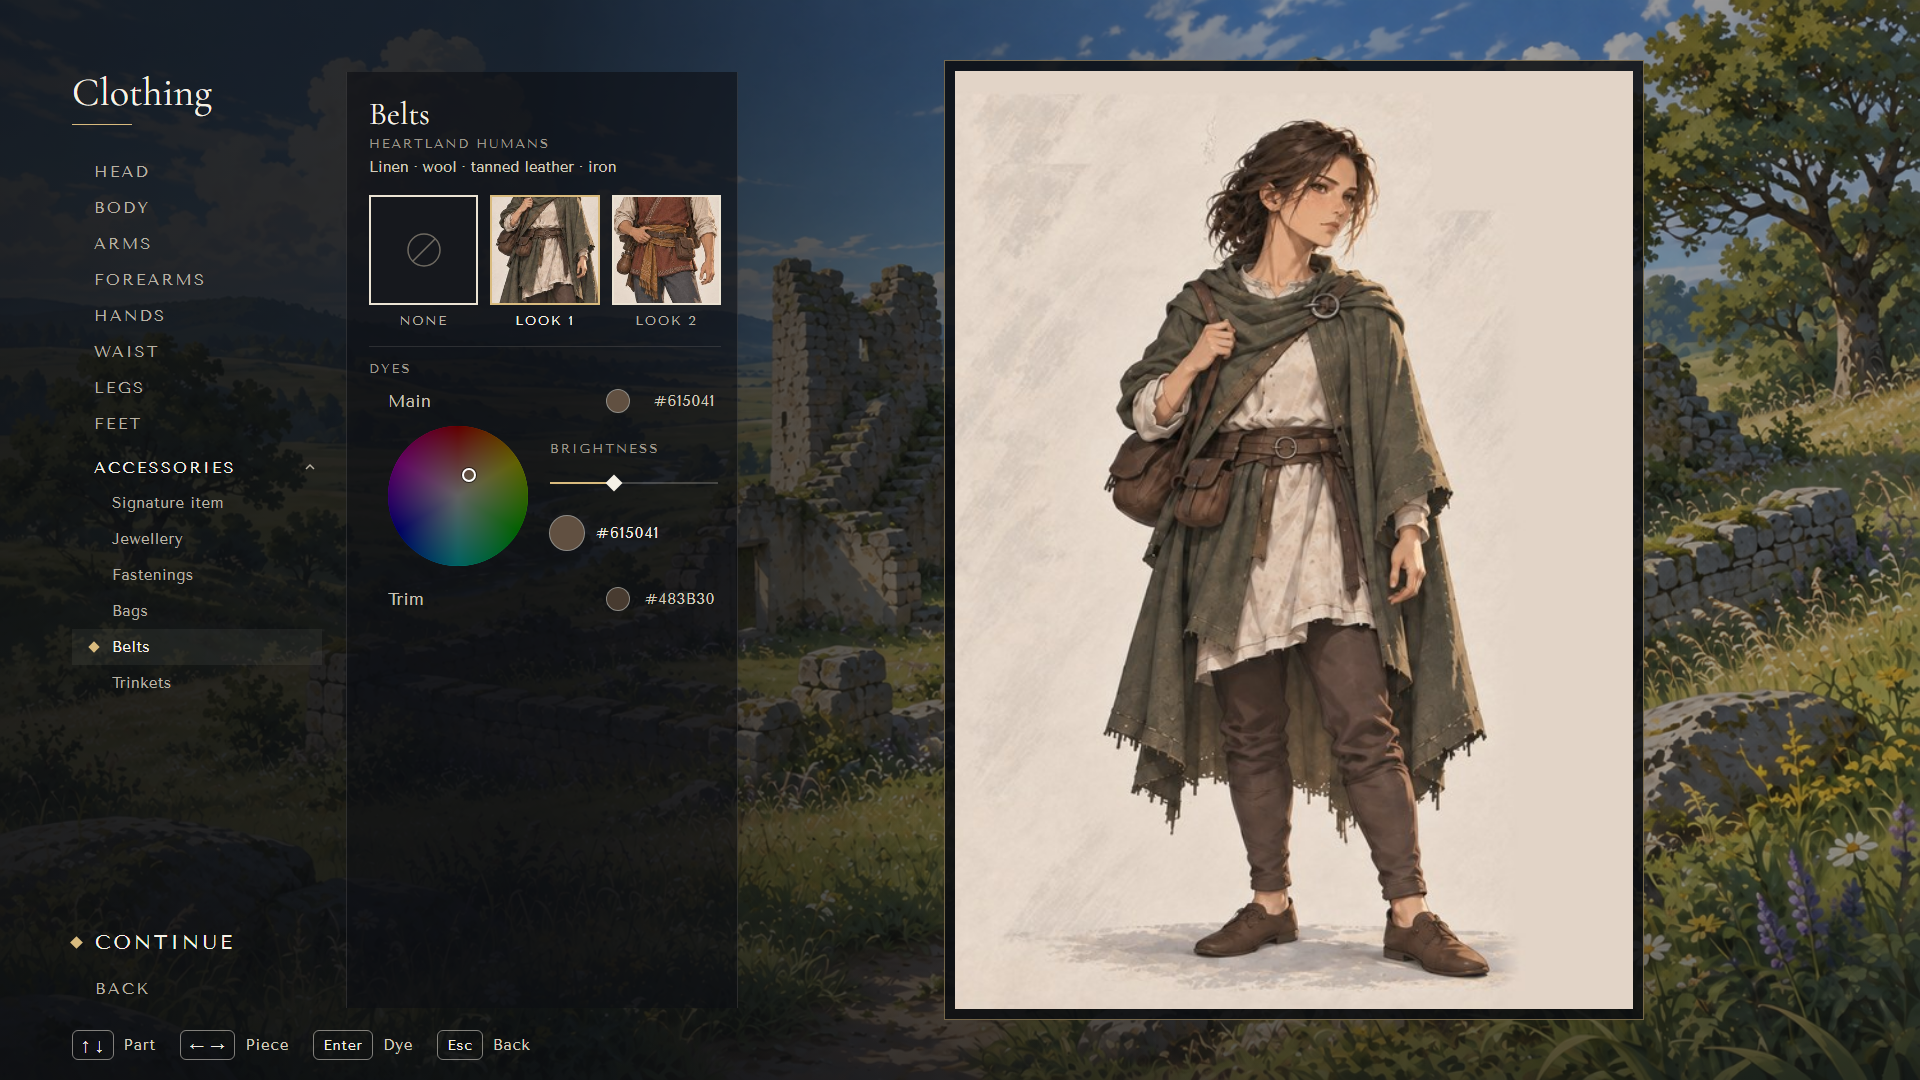 Clothing
HEAD
BODY
ARMS
FOREARMS
HANDS
WAIST
LEGS
FEET
ACCESSORIES
Signature item
Jewellery
Fastenings
Bags
Belts
Trinkets
CONTINUE
BACK
Belts
HEARTLAND HUMANS
Linen · wool · tanned leather · iron
NONE LOOK 1 LOOK 2
DYES
Main #615041
BRIGHTNESS
#615041
Trim #483B30
↑ ↓ Part ← → Piece Enter Dye Esc Back